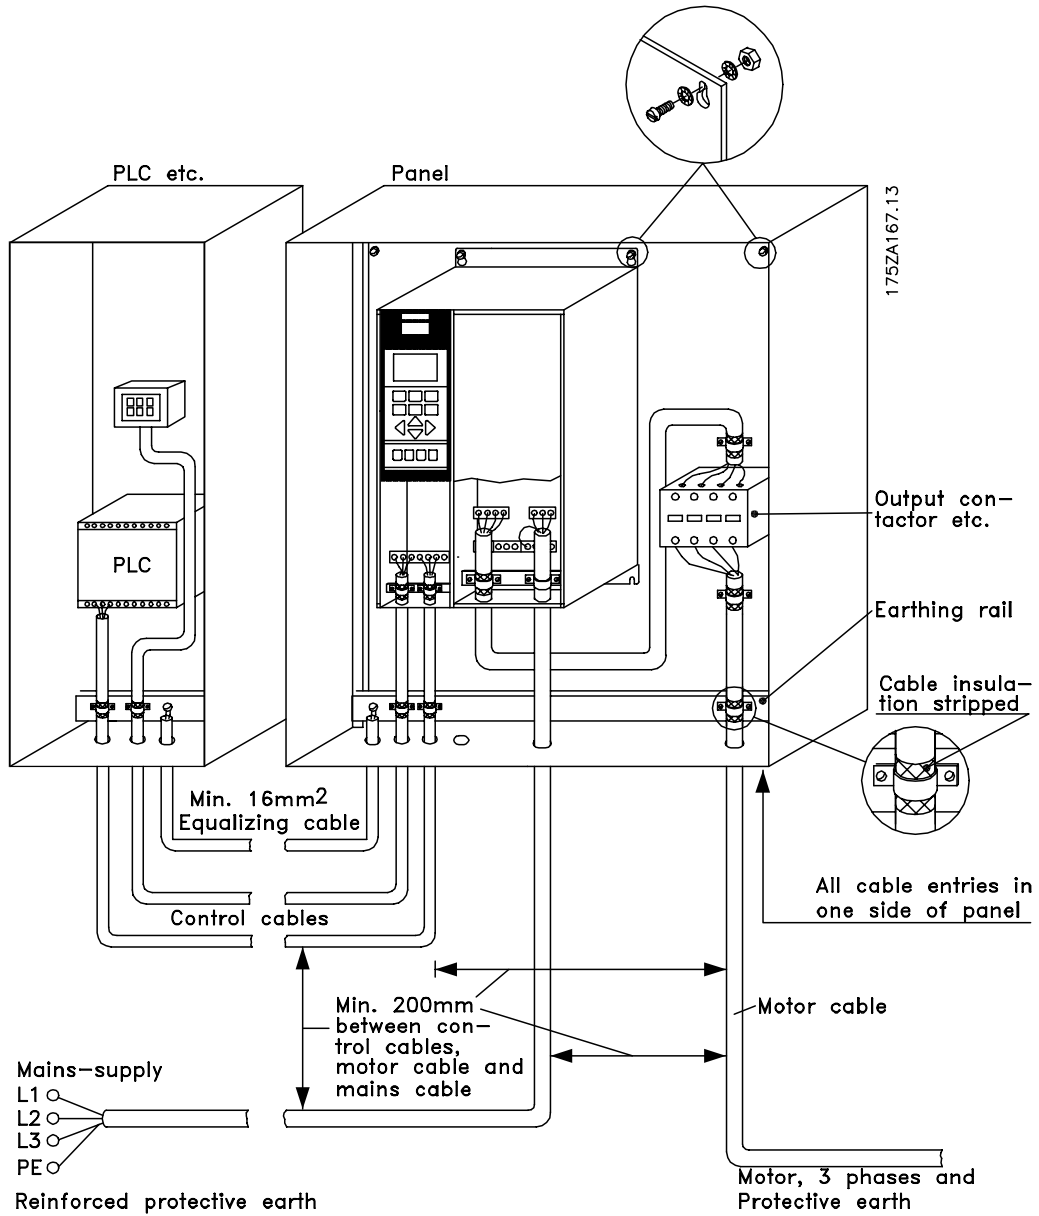 PLC etc.
Panel
175ZA167.13
PLC
Output con-
tactor etc.
Earthing rail
Cable insula-
tion stripped
Min. 16mm2
Equalizing cable
All cable entries in
one side of panel
Control cables
Min. 200mm
between con-
trol cables,
motor cable and
mains cable
Motor cable
Mains-supply
L1
L2
L3
PE
Reinforced protective earth
Motor, 3 phases and
Protective earth